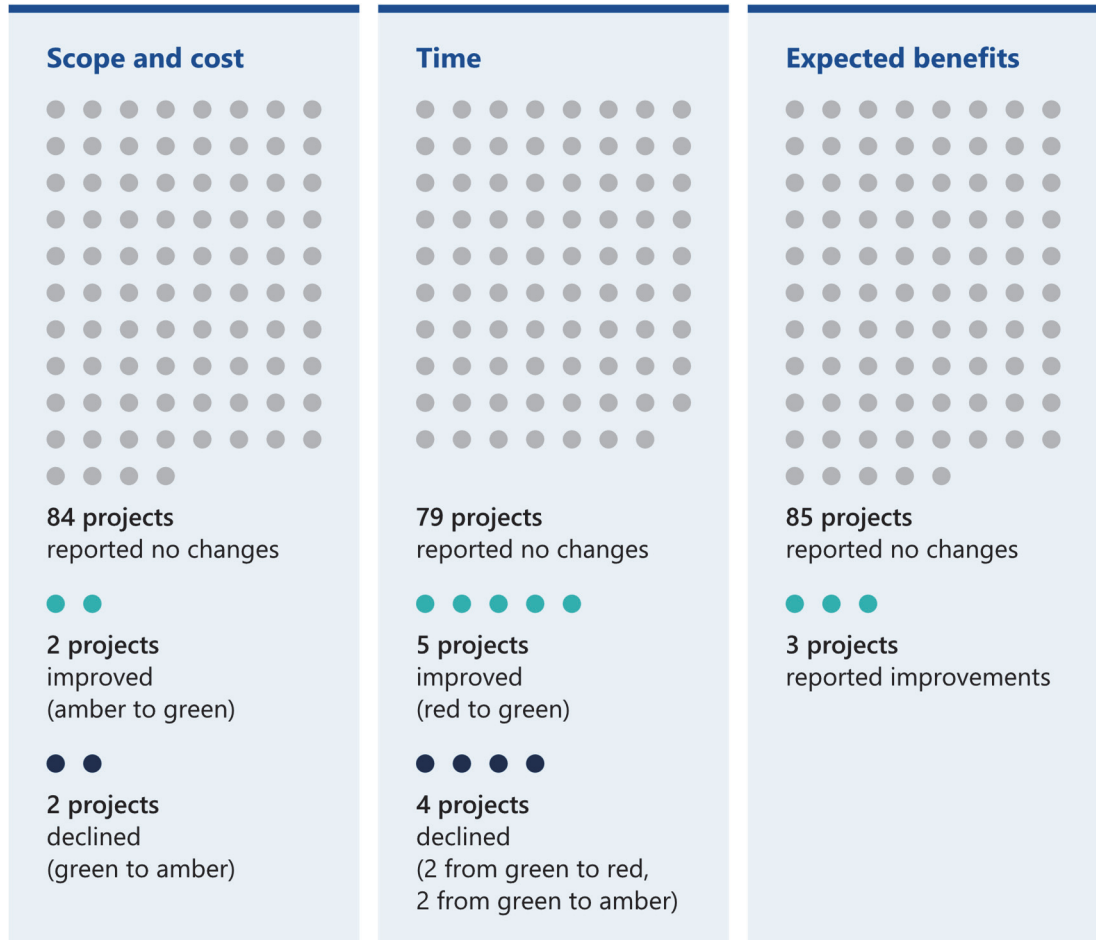 Scope and cost
84 projects
reported no changes
2 projects
improved
(amber to green)
2 projects
declined
(green to amber)
Time
79 projects
reported no changes
5 projects
improved
(red to green)
4 projects
declined
(2 from green to red,
2 from green to amber)
Expected benefits
85 projects
reported no changes
3 projects
reported improvements